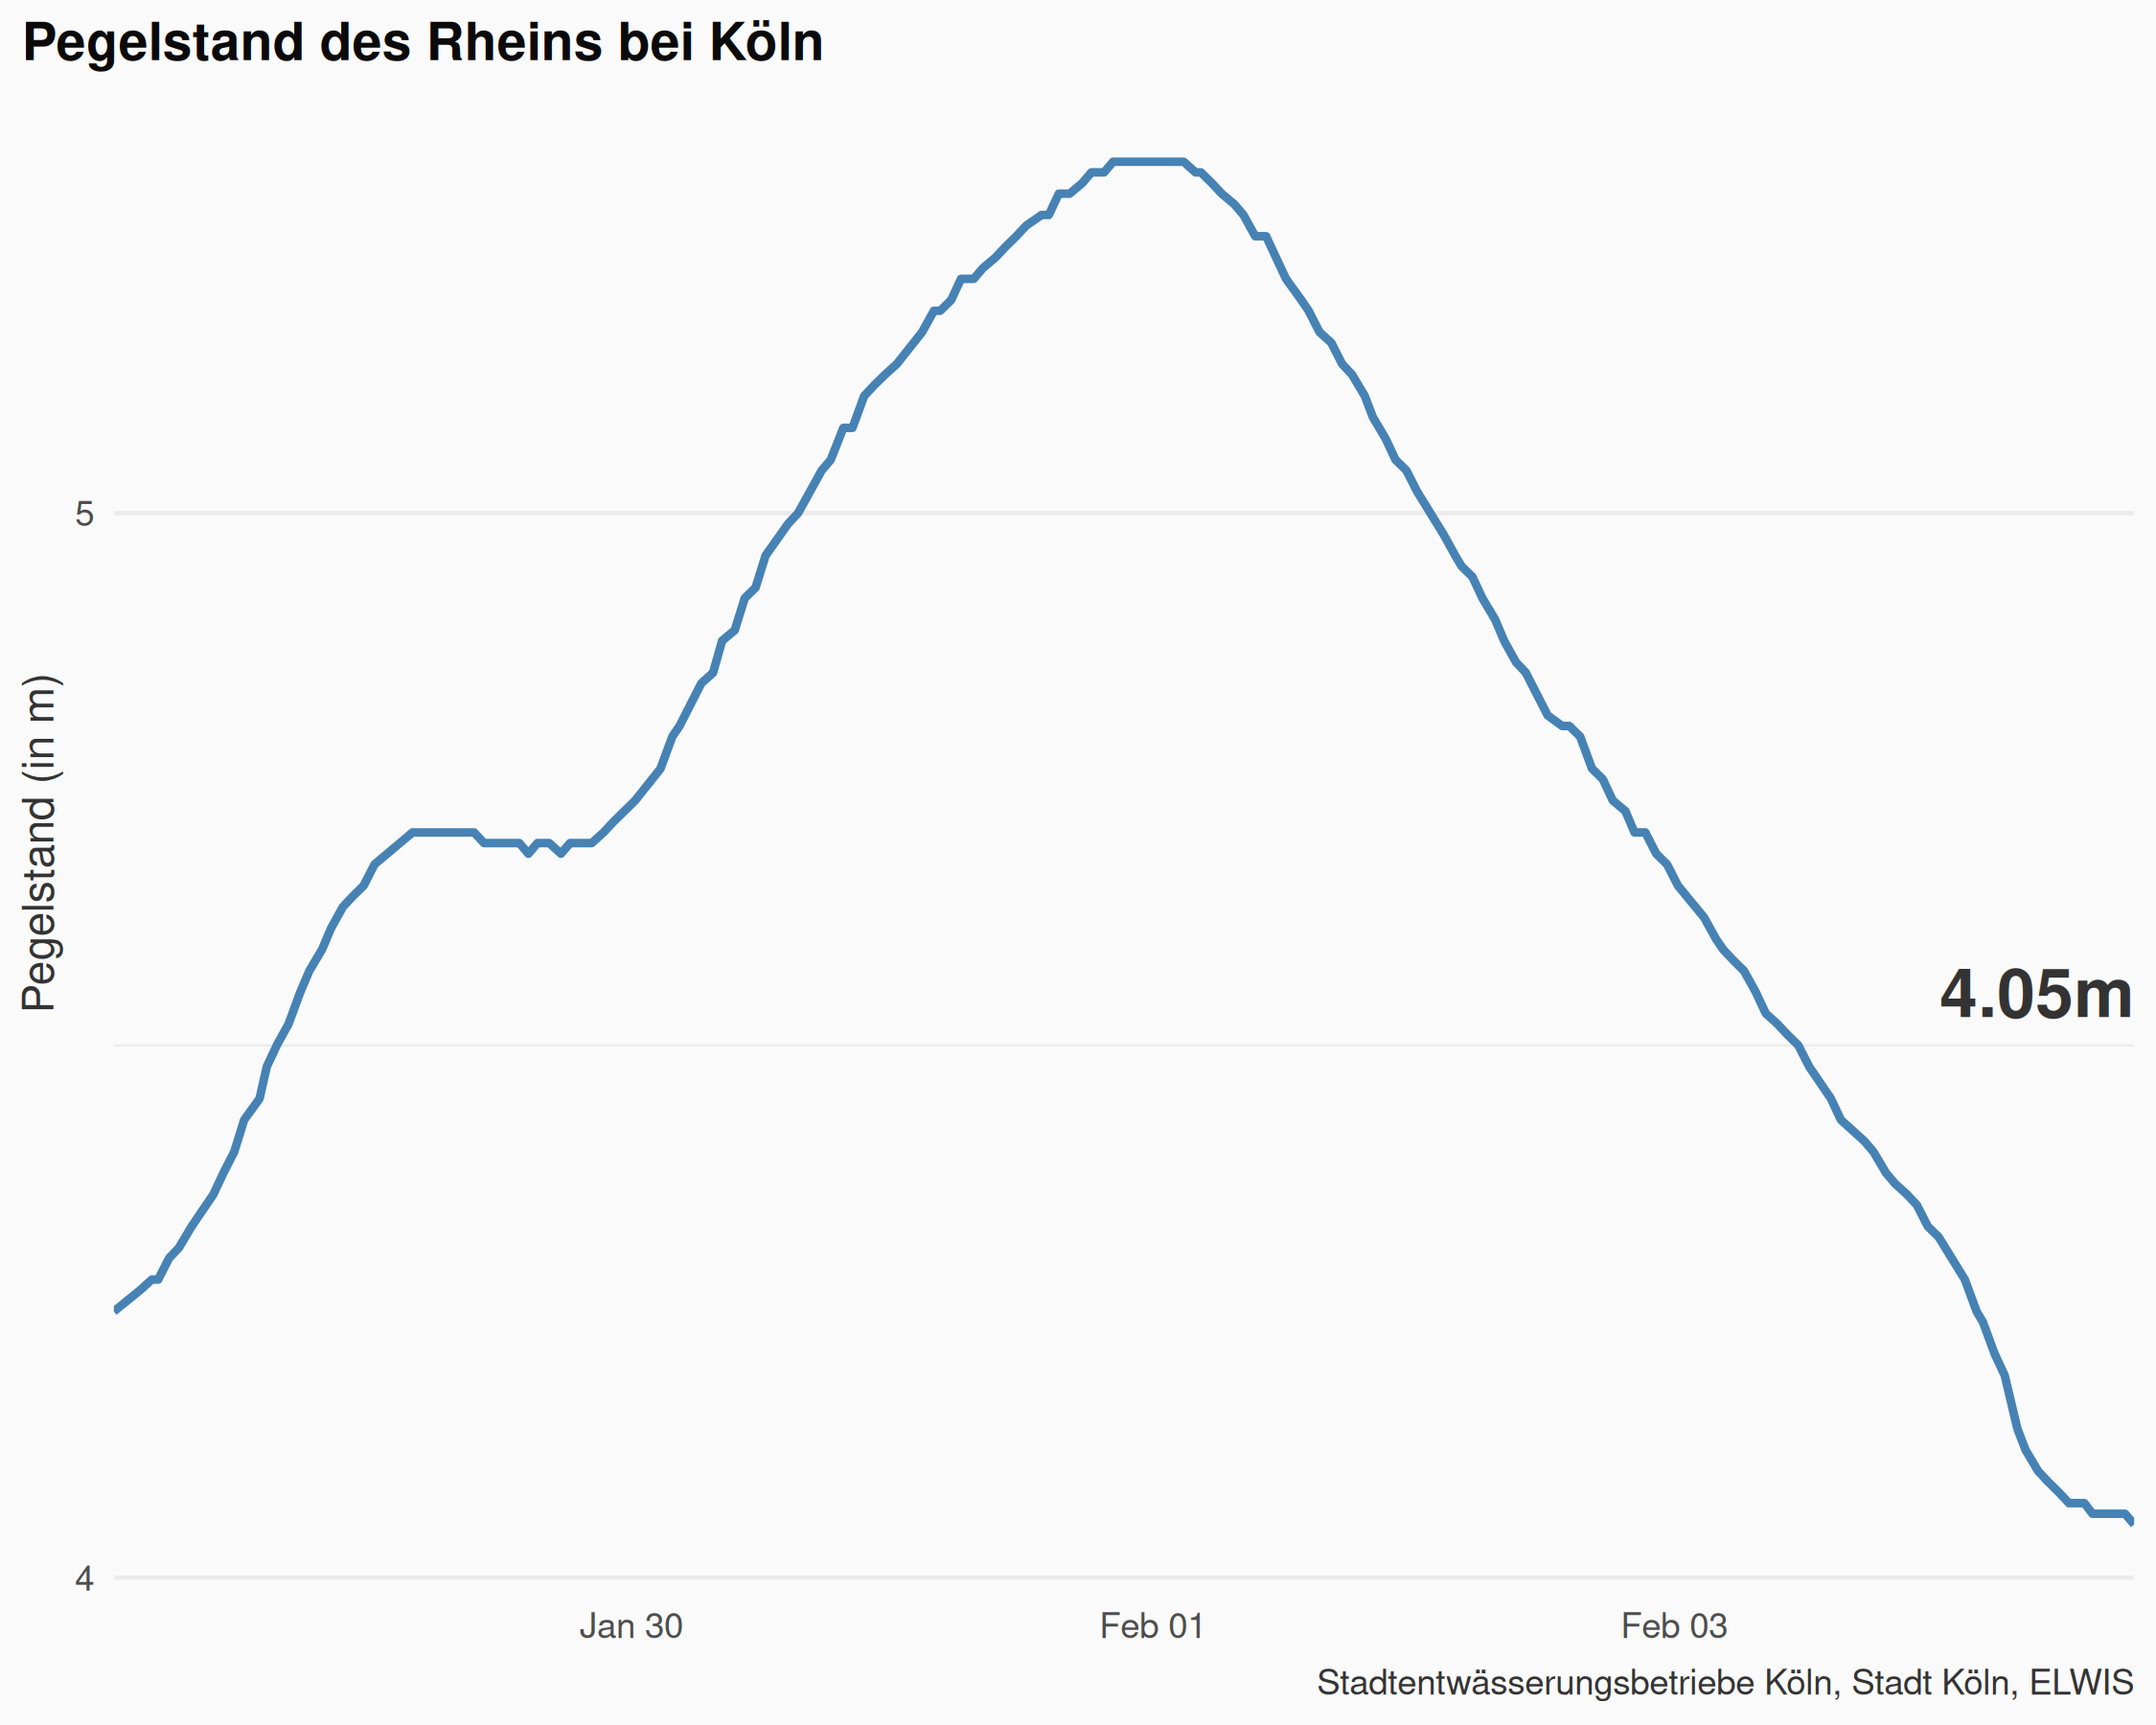 Pegelstand des Rheins bei Köln
Pegelstand (in m)
5
4.05m
4
Jan 30
Feb 01
Feb 03
Stadtentwässerungsbetriebe Köln, Stadt Köln, ELWIS